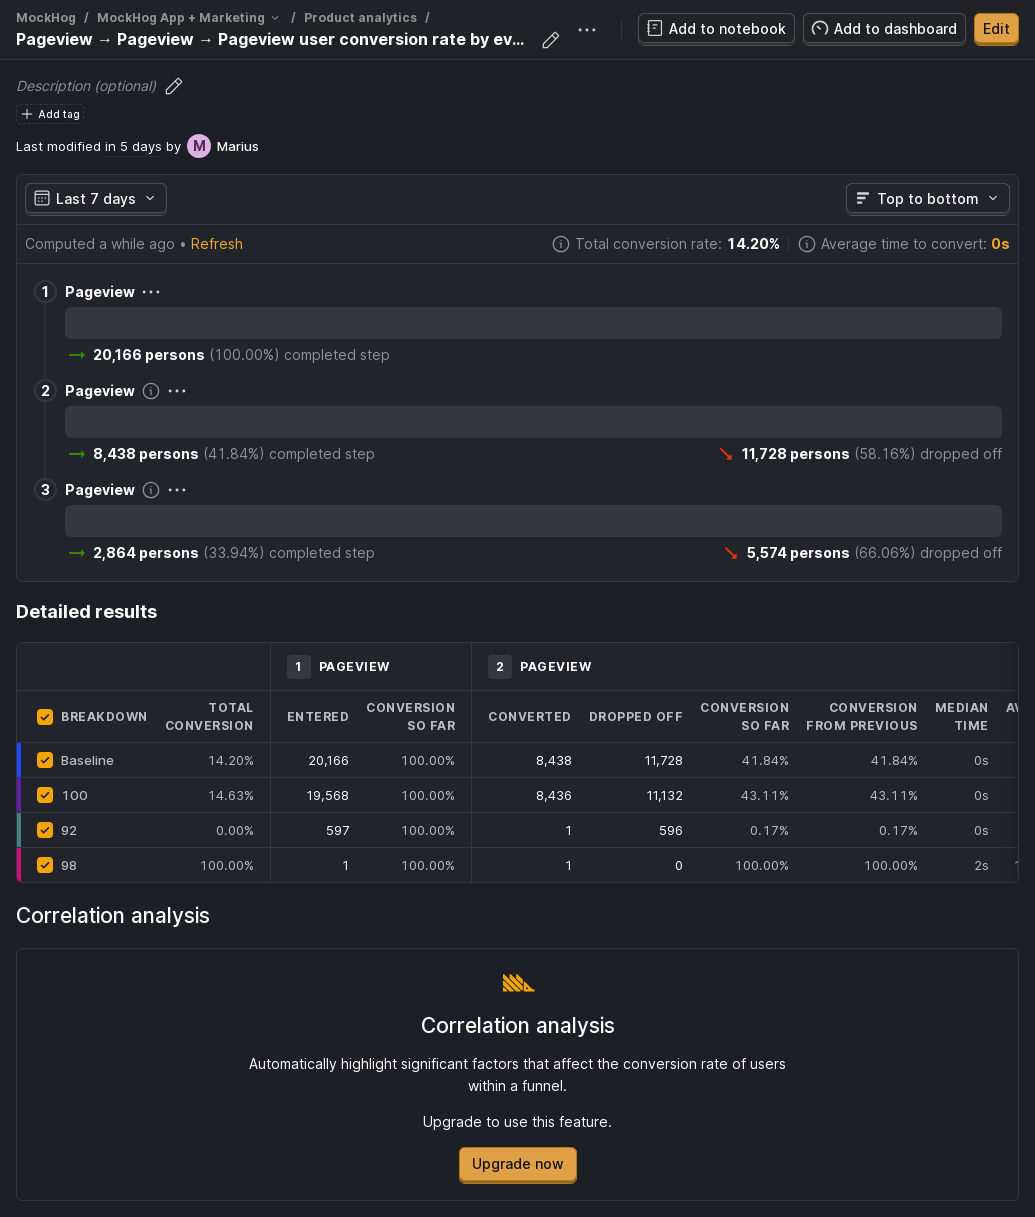 MockHog / MockHog App + Marketing / Product analytics /
Pageview → Pageview → Pageview user conversion rate by ev...
Add to notebook
Add to dashboard
Edit
Description (optional)
Add tag
Last modified in 5 days by M Marius
Last 7 days
Top to bottom
Computed a while ago • Refresh
Total conversion rate: 14.20%
Average time to convert: 0s
1 Pageview
20,166 persons (100.00%) completed step
2 Pageview
8,438 persons (41.84%) completed step
11,728 persons (58.16%) dropped off
3 Pageview
2,864 persons (33.94%) completed step
5,574 persons (66.06%) dropped off
Detailed results
1 PAGEVIEW 2 PAGEVIEW
BREAKDOWN TOTAL CONVERSION ENTERED CONVERSION SO FAR CONVERTED DROPPED OFF CONVERSION SO FAR CONVERSION FROM PREVIOUS MEDIAN TIME
Baseline 14.20% 20,166 100.00% 8,438 11,728 41.84% 41.84% 0s
100 14.63% 19,568 100.00% 8,436 11,132 43.11% 43.11% 0s
92 0.00% 597 100.00% 1 596 0.17% 0.17% 0s
98 100.00% 1 100.00% 1 0 100.00% 100.00% 2s
Correlation analysis
Correlation analysis
Automatically highlight significant factors that affect the conversion rate of users
within a funnel.
Upgrade to use this feature.
Upgrade now